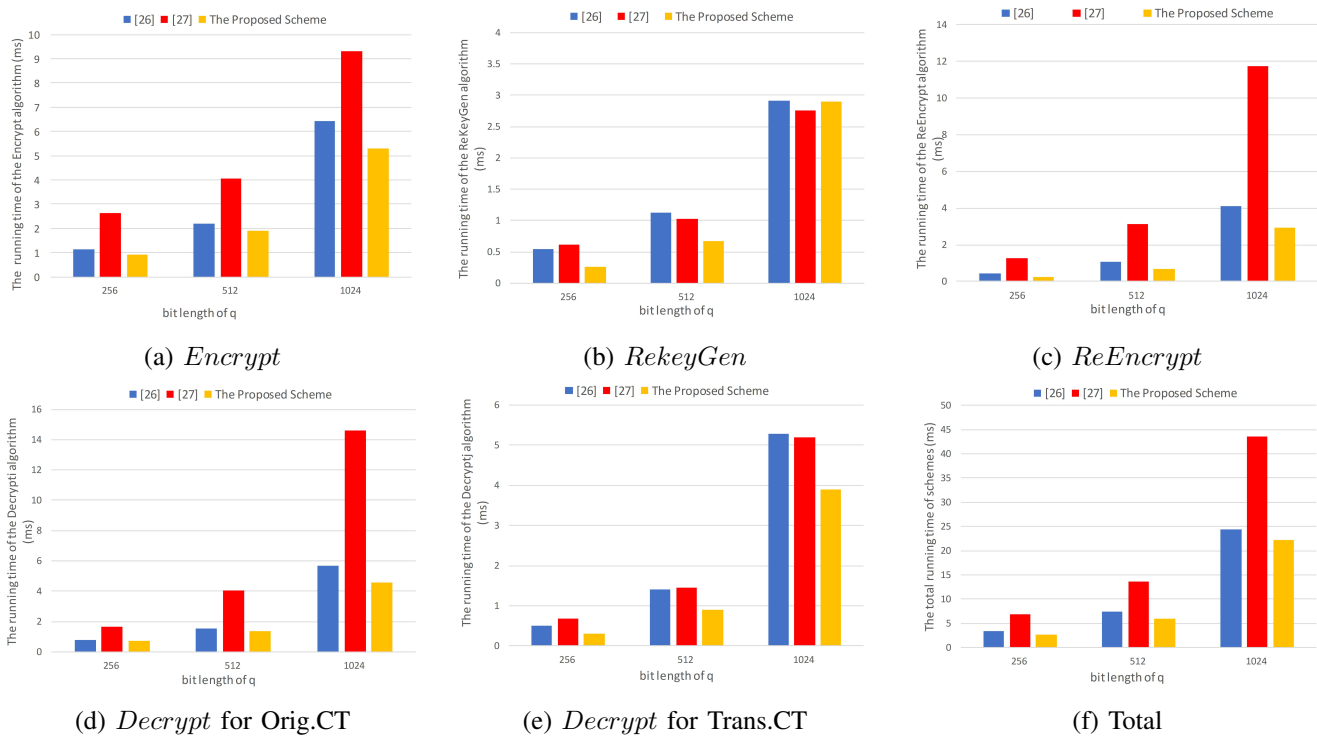 [26] [27] The Proposed Scheme
The running time of the Encrypt algorithm (ms)
10
9
8
7
6
5
4
3
2
1
0
256 512 1024
bit length of q
(a) Encrypt
[26] [27] The Proposed Scheme
The running time of the ReKeyGen algorithm
(ms)
4
3.5
3
2.5
2
1.5
1
0.5
0
256 512 1024
bit length of q
(b) RekeyGen
[26] [27] The Proposed Scheme
The running time of the ReEncrypt algorithm
(ms)
14
12
10
8
6
4
2
0
256 512 1024
bit length of q
(c) ReEncrypt
[26] [27] The Proposed Scheme
The running time of the Decrypti algorithm
(ms)
16
14
12
10
8
6
4
2
0
256 512 1024
bit length of q
(d) Decrypt for Orig.CT
[26] [27] The Proposed Scheme
The running time of the Decryptj algorithm
(ms)
6
5
4
3
2
1
0
256 512 1024
bit length of q
(e) Decrypt for Trans.CT
[26] [27] The Proposed Scheme
The total running time of schemes (ms)
50
45
40
35
30
25
20
15
10
5
0
256 512 1024
bit length of q
(f) Total